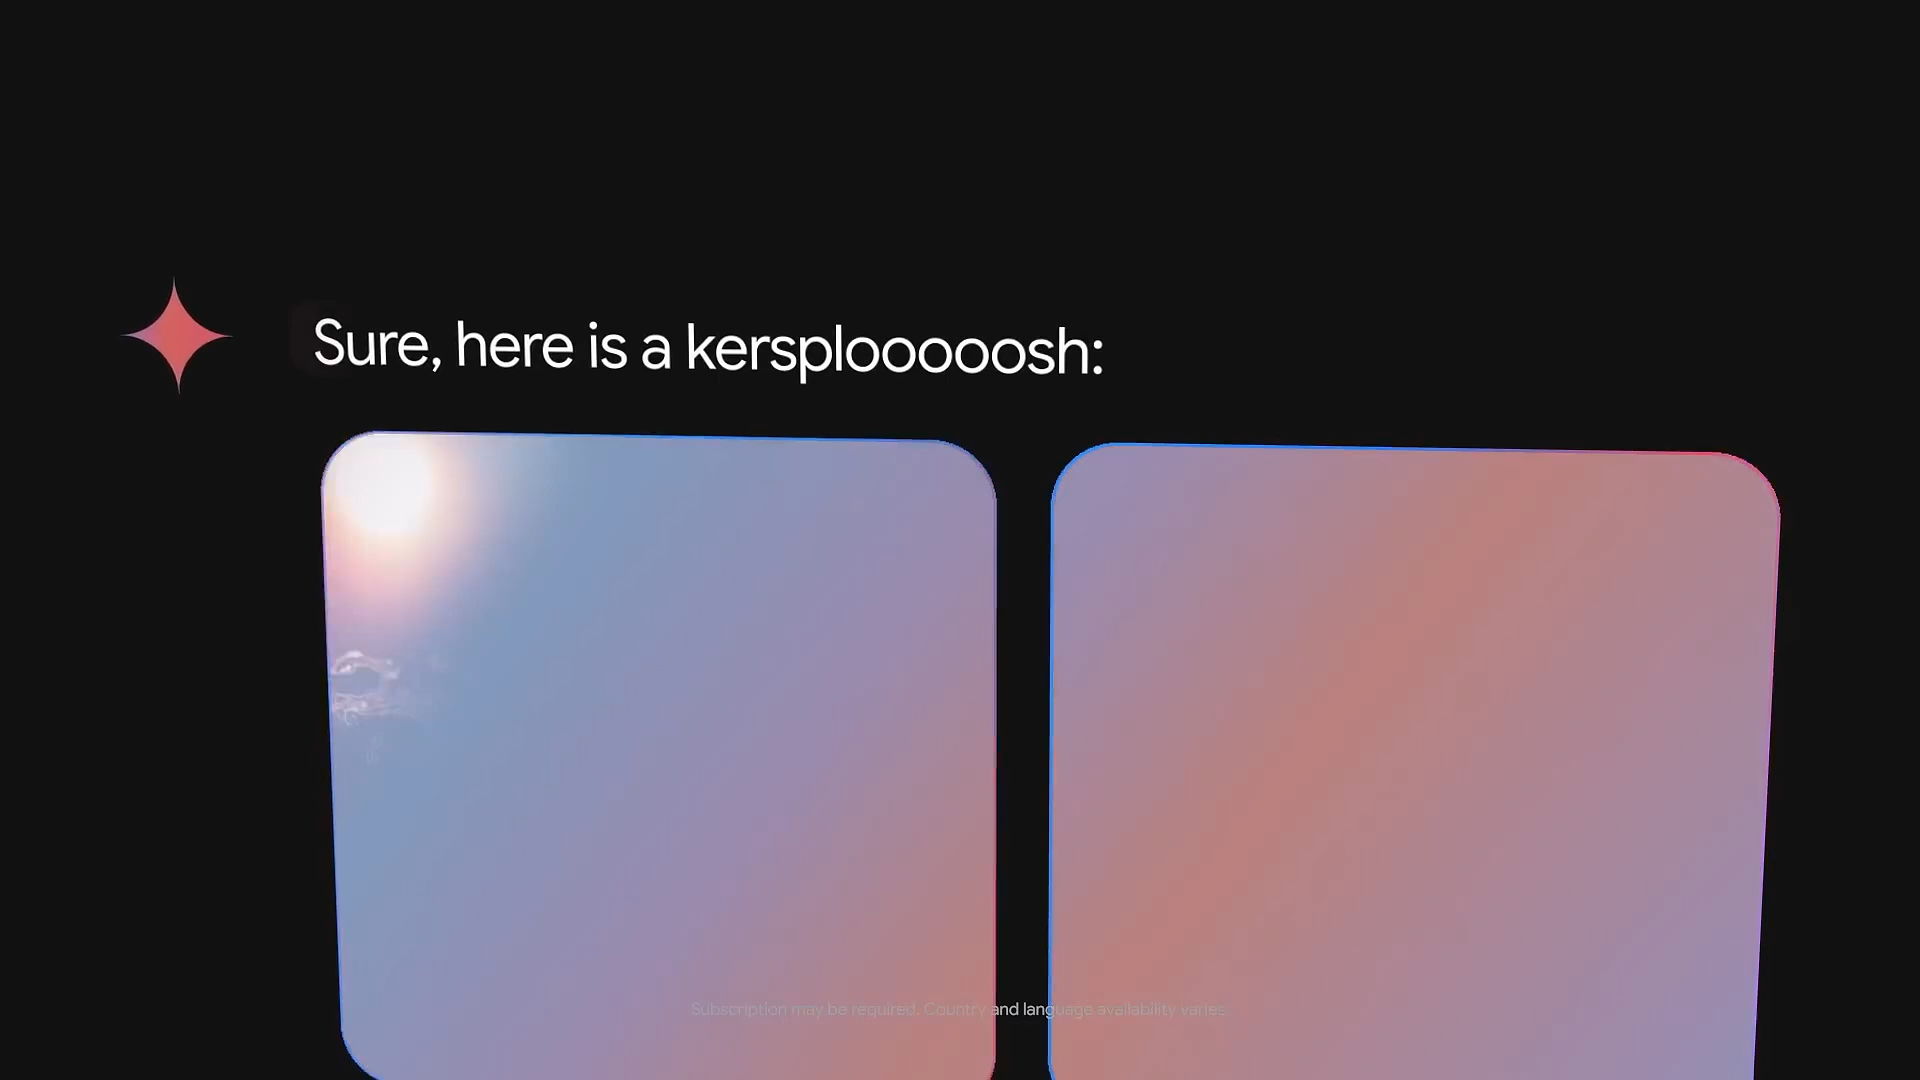 Sure, here is a kersplooooosh:
Subscription may be required. Country and language availability varies.